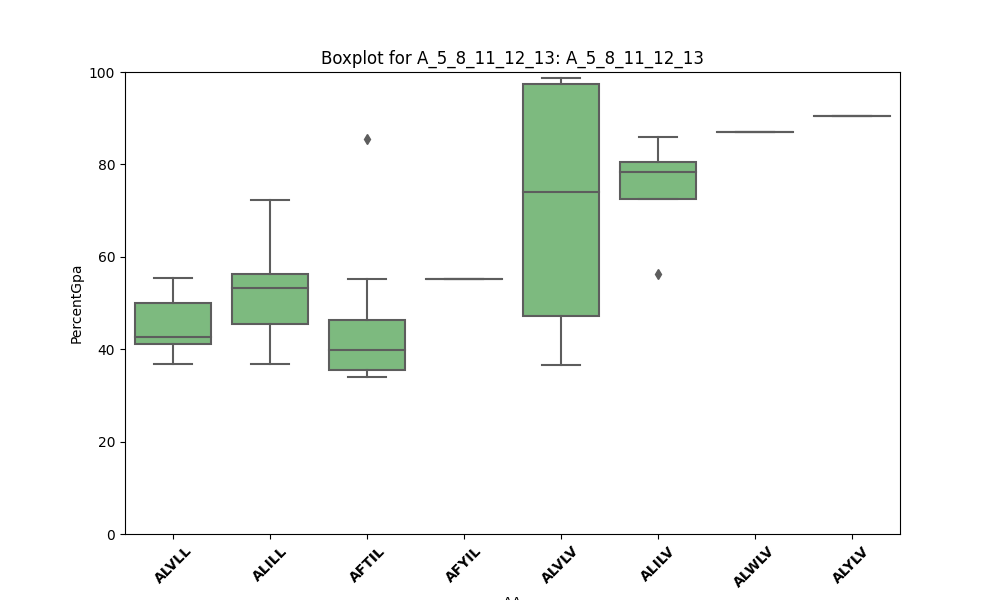 Boxplot for A_5_8_11_12_13: A_5_8_11_12_13
100
80
60
40
20
0
PercentGpa
ALVLL
ALILL
AFTIL
AFYIL
ALVLV
ALILV
ALWLV
ALYLV